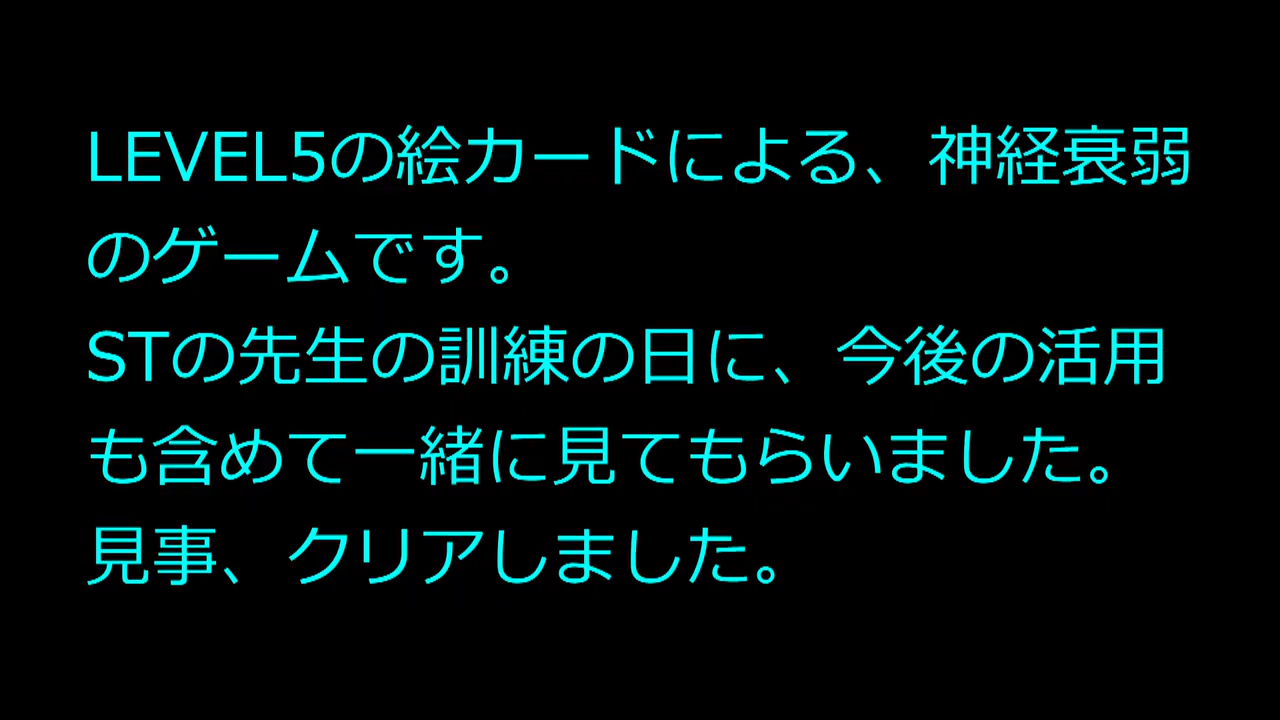 LEVEL5の絵カードによる、神経衰弱
のゲームです。
STの先生の訓練の日に、今後の活用
も含めて一緒に見てもらいました。
見事、クリアしました。